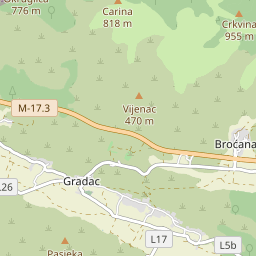 776 m
Carina
818 m
Crkvina
955 m
M-17.3
Vijenac
470 m
Broćana
Gradac
L26
L17
L5b
Pasjeka